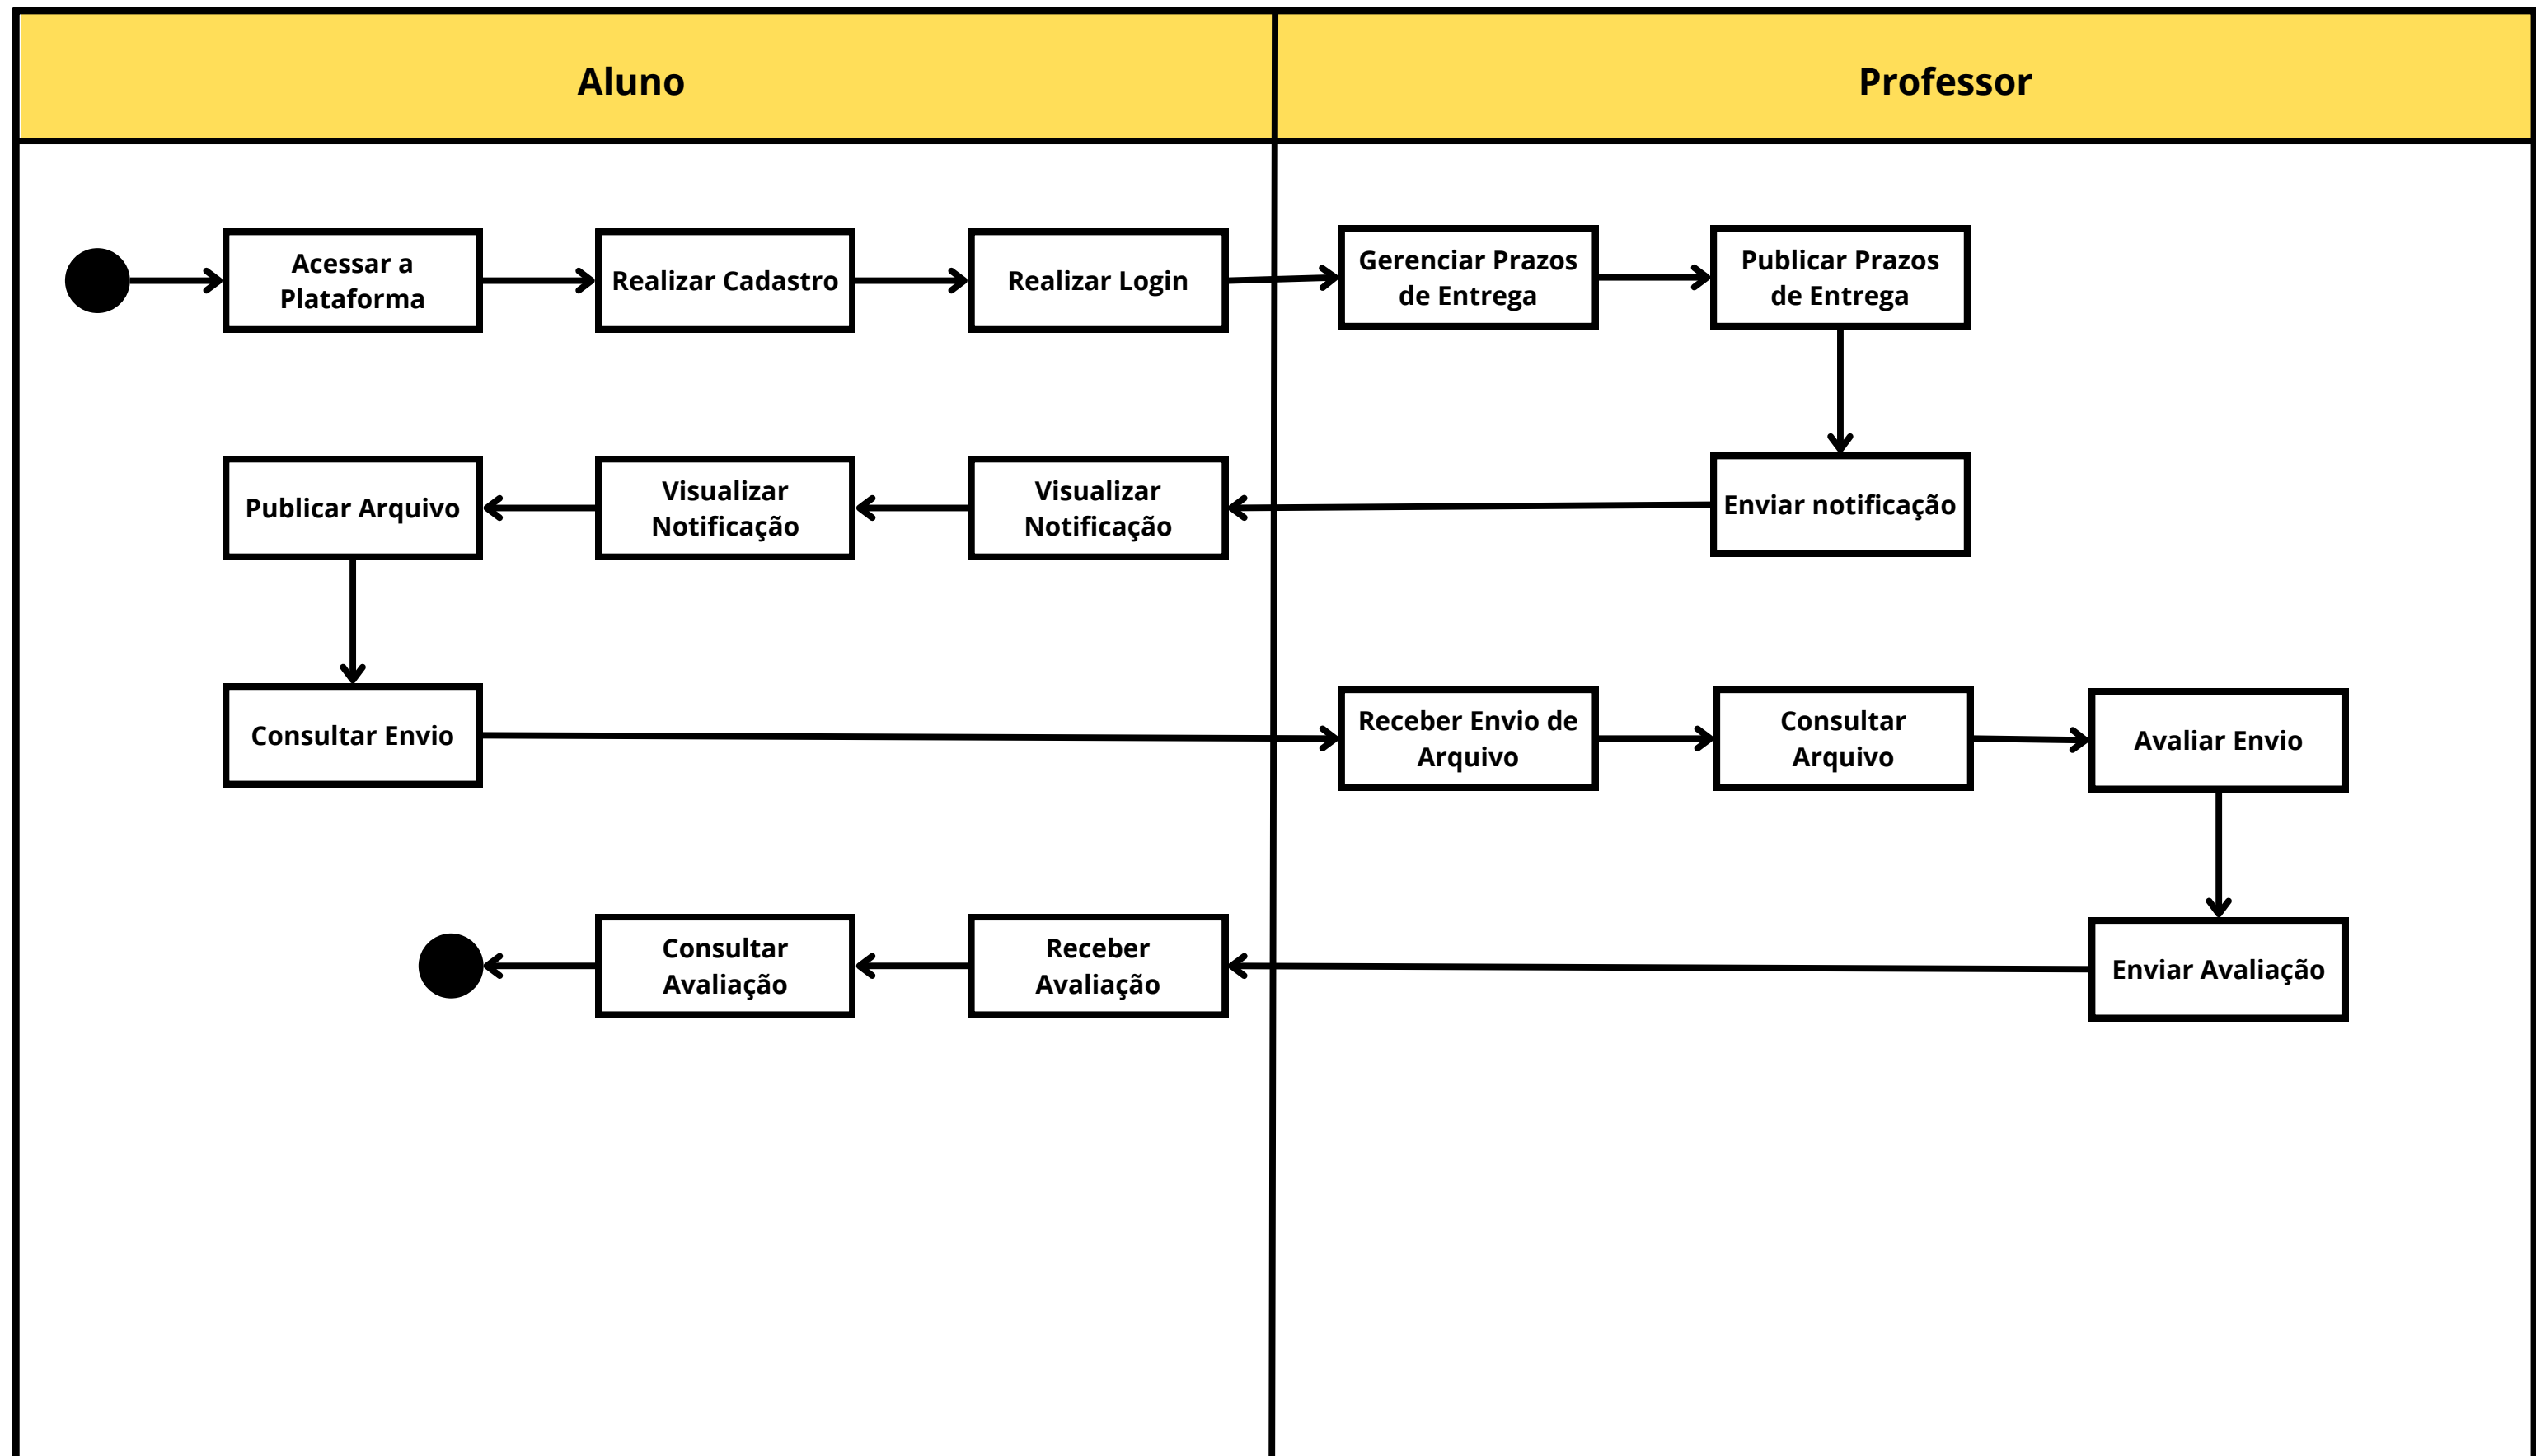 Aluno
Professor
Acessar a
Plataforma
Realizar Cadastro
Realizar Login
Gerenciar Prazos
de Entrega
Publicar Prazos
de Entrega
Publicar Arquivo
Visualizar
Notificação
Visualizar
Notificação
Enviar notificação
Consultar Envio
Receber Envio de
Arquivo
Consultar
Arquivo
Avaliar Envio
Consultar
Avaliação
Receber
Avaliação
Enviar Avaliação